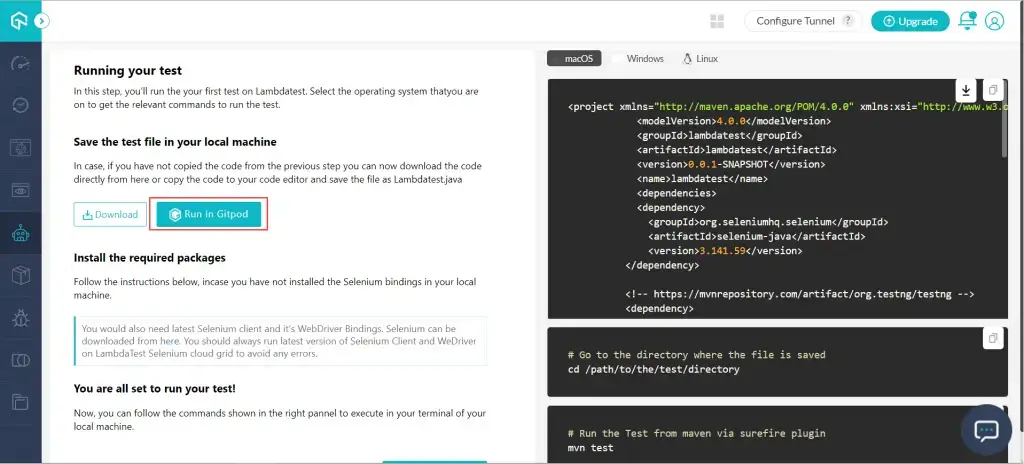 Configure Tunnel ?
Upgrade
Running your test
In this step, you'll run the your first test on Lambdatest. Select the operating system thatyou are
on to get the relevant commands to run the test.
Save the test file in your local machine
In case, if you have not copied the code from the previous step you can now download the code
directly from here or copy the code to your code editor and save the file as Lambdatest.java
Download
Run in Gitpod
Install the required packages
Follow the instructions below, incase you have not installed the Selenium bindings in your local
machine.
You would also need latest Selenium client and it's WebDriver Bindings. Selenium can be
downloaded from here. You should always run latest version of Selenium Client and WeDriver
on LambdaTest Selenium cloud grid to avoid any errors.
You are all set to run your test!
Now, you can follow the commands shown in the right pannel to execute in your terminal of your
local machine.
macOS
Windows
Linux
<project xmlns="http://maven.apache.org/POM/4.0.0" xmlns:xsi="http://www.w3.o
<modelVersion>4.0.0</modelVersion>
<groupId>lambdatest</groupId>
<artifactId>lambdatest</artifactId>
<version>0.0.1-SNAPSHOT</version>
<name>lambdatest</name>
<dependencies>
<dependency>
<groupId>org.seleniumhq.selenium</groupId>
<artifactId>selenium-java</artifactId>
<version>3.141.59</version>
</dependency>
<!-- https://mvnrepository.com/artifact/org.testng/testng -->
<dependency>
# Go to the directory where the file is saved
cd /path/to/the/test/directory
# Run the Test from maven via surefire plugin
mvn test